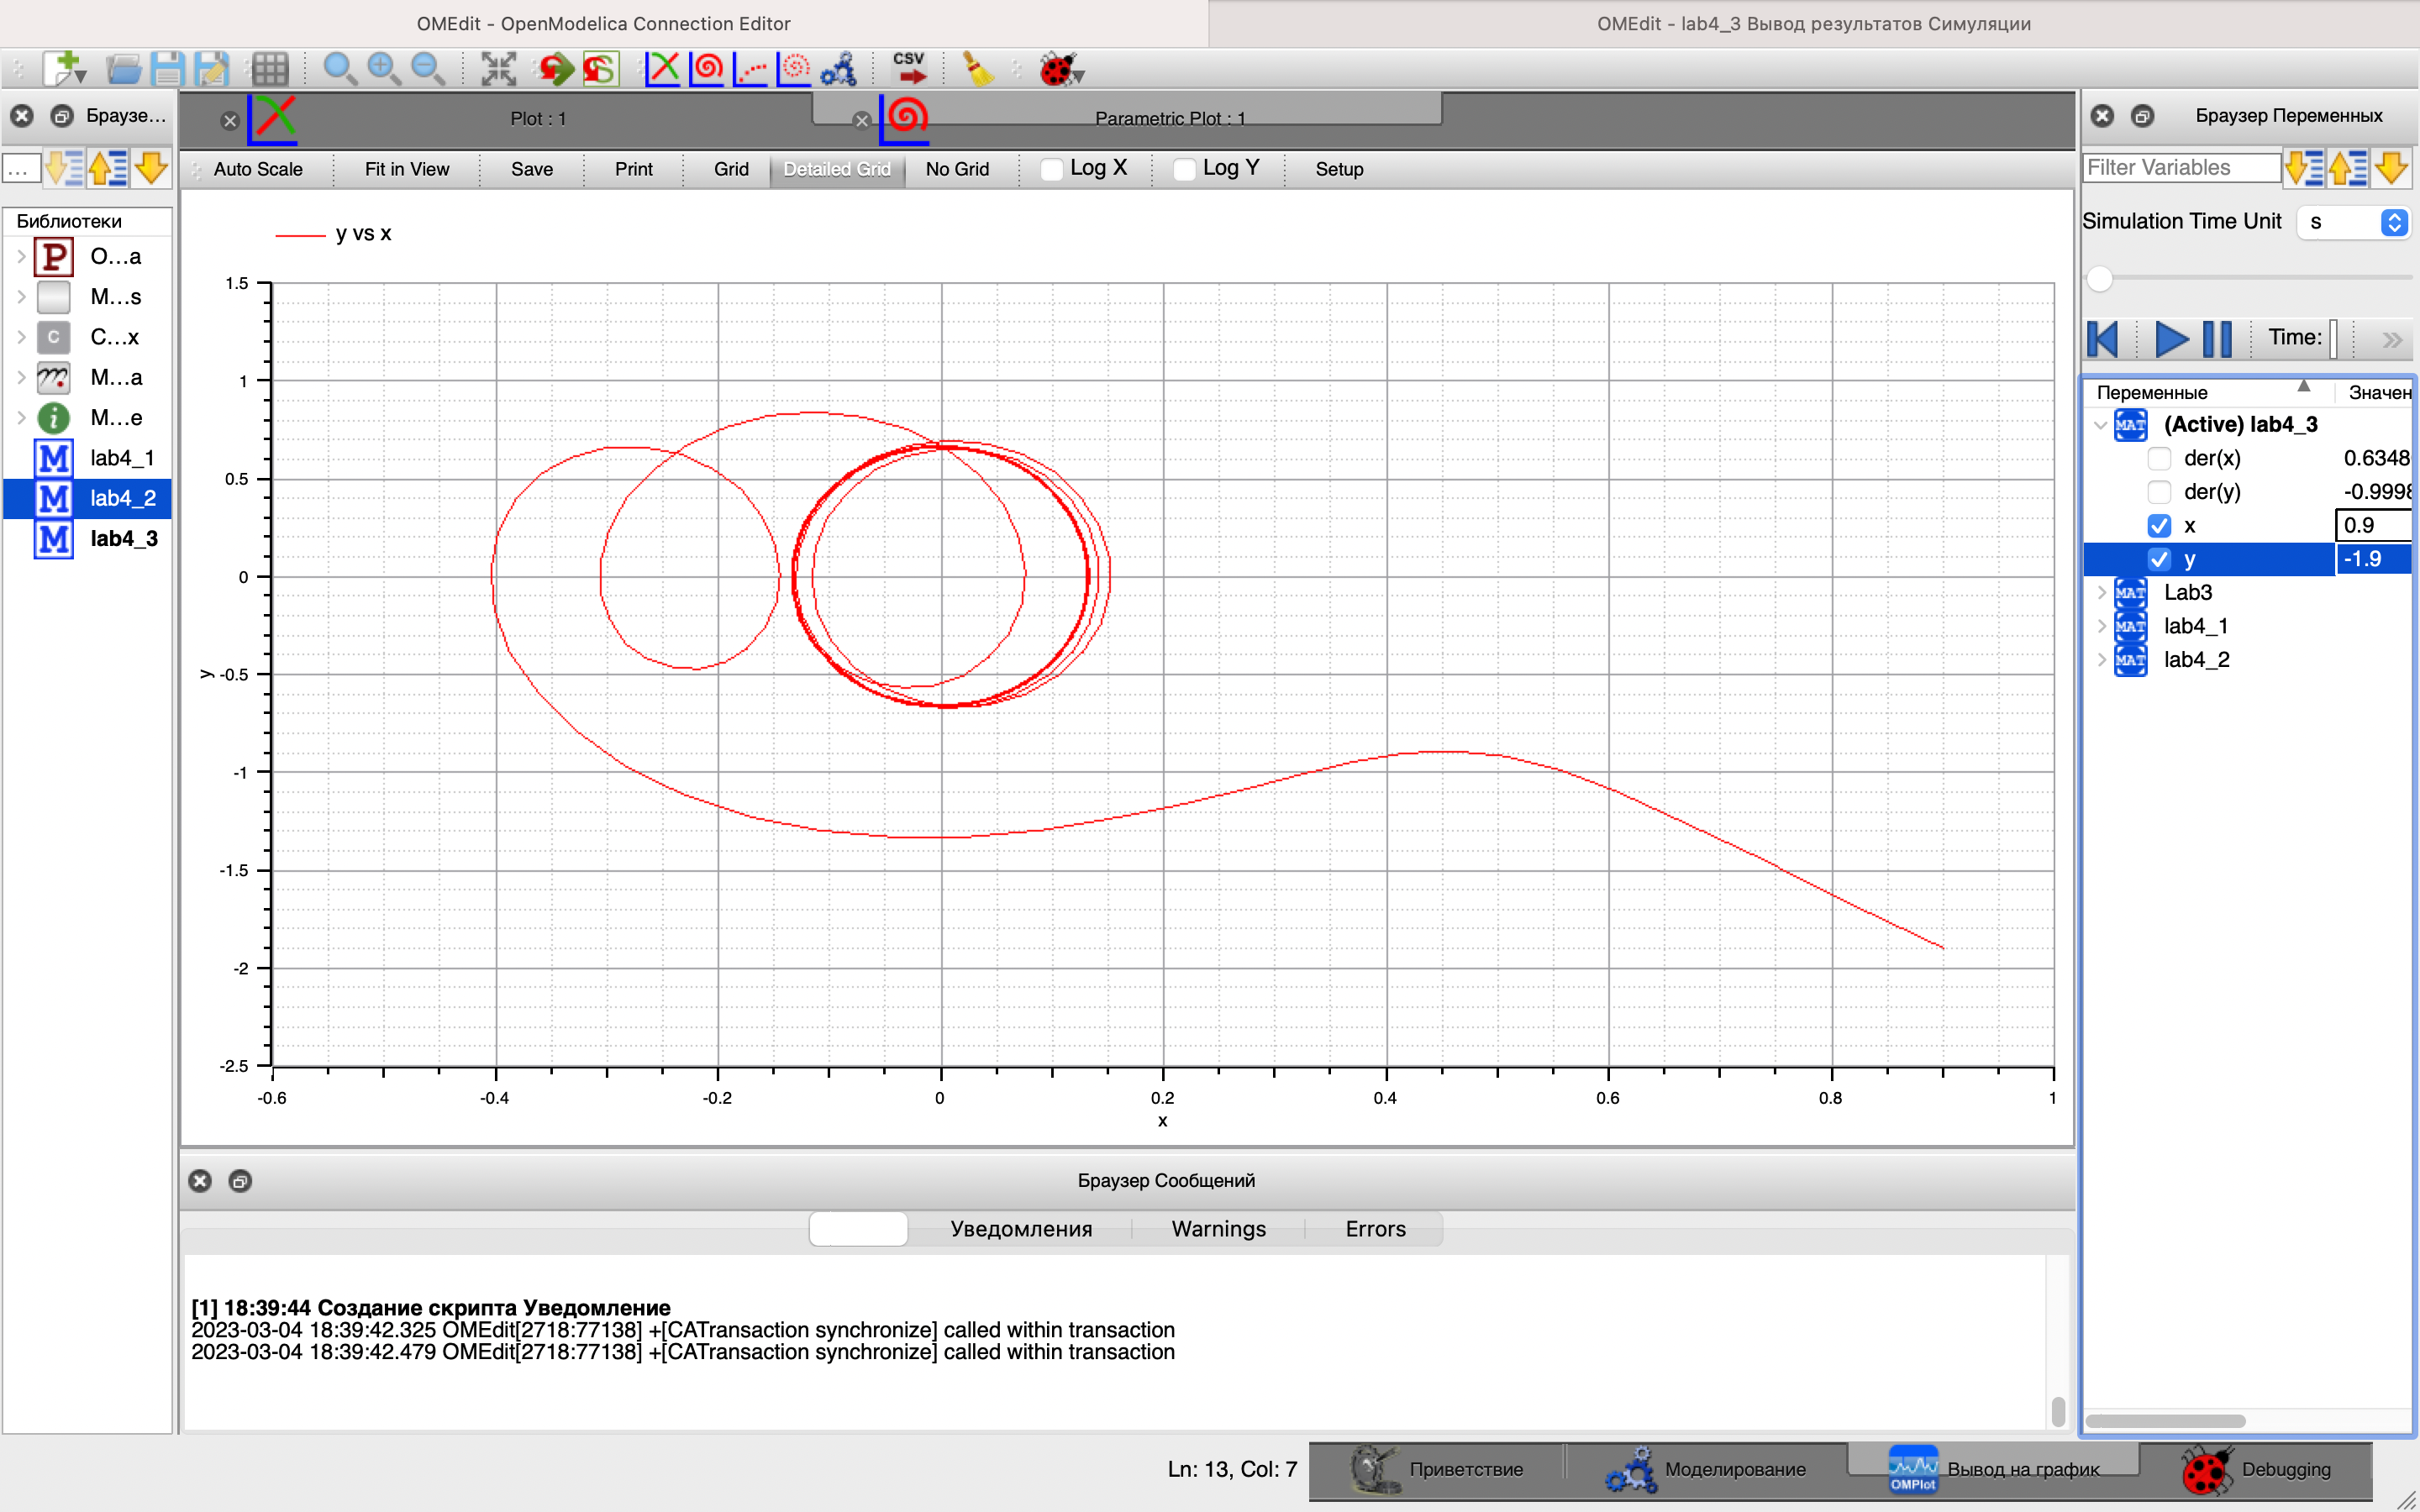 OMEdit - OpenModelica Connection Editor
OMEdit - lab4_3 Вывод результатов Симуляции
CSV
Браузе...
Plot : 1
Parametric Plot : 1
Браузер Переменных
...
Auto Scale
Fit in View
Save
Print
Grid
Detailed Grid
No Grid
Log X
Log Y
Setup
Filter Variables
Библиотеки
P O...a
M...s
C C...x
M...a
i M...e
M lab4_1
M lab4_2
M lab4_3
y vs x
1.5
1
0.5
0
-0.5
-1
-1.5
-2
-2.5
y
-0.6
-0.4
-0.2
0
0.2
0.4
0.6
0.8
1
x
Simulation Time Unit
s
Time:
»
Переменные
Значен
MAT (Active) lab4_3
der(x) 0.6348
der(y) -0.9998
x 0.9
y -1.9
MAT Lab3
MAT lab4_1
MAT lab4_2
Браузер Сообщений
Уведомления
Warnings
Errors
[1] 18:39:44 Создание скрипта Уведомление
2023-03-04 18:39:42.325 OMEdit[2718:77138] +[CATransaction synchronize] called within transaction
2023-03-04 18:39:42.479 OMEdit[2718:77138] +[CATransaction synchronize] called within transaction
Ln: 13, Col: 7
Приветствие
Моделирование
OMPlot
Вывод на график
Debugging